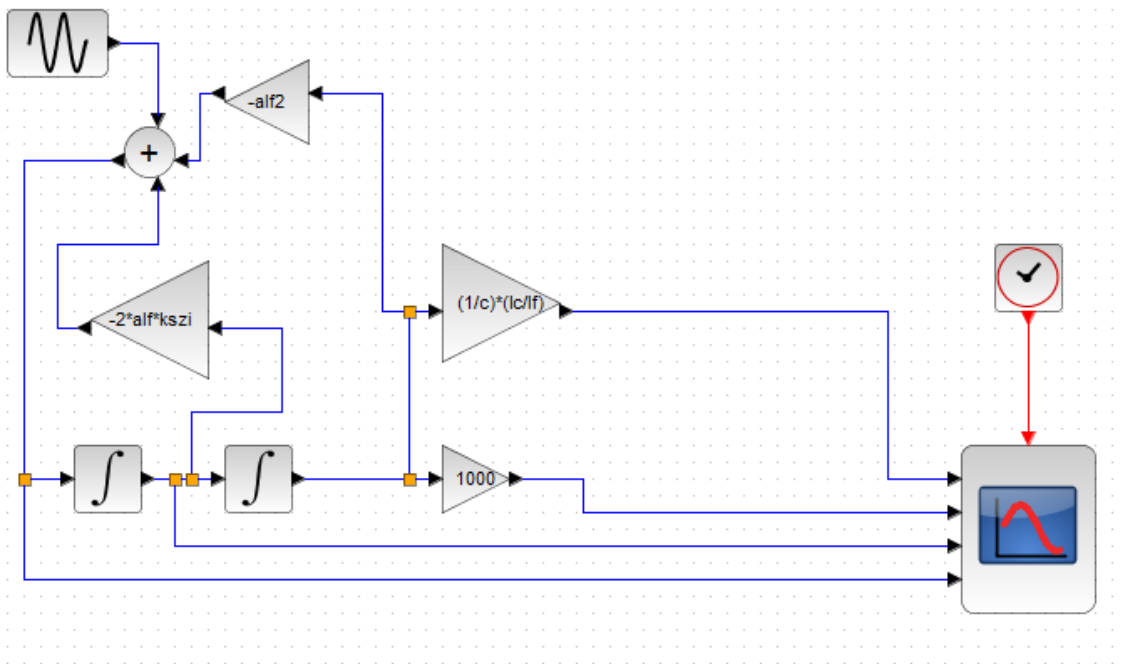 -alf2
+
(1/c)*(lc/lf)
-2*alf*kszi
∫
∫
1000